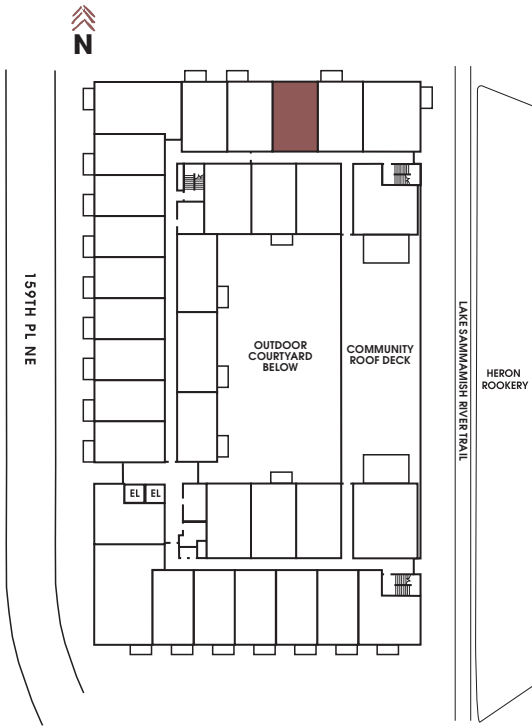 N
159TH PL NE
OUTDOOR
COURTYARD
BELOW
COMMUNITY
ROOF DECK
LAKE SAMMAMISH RIVER TRAIL
HERON
ROOKERY
EL EL